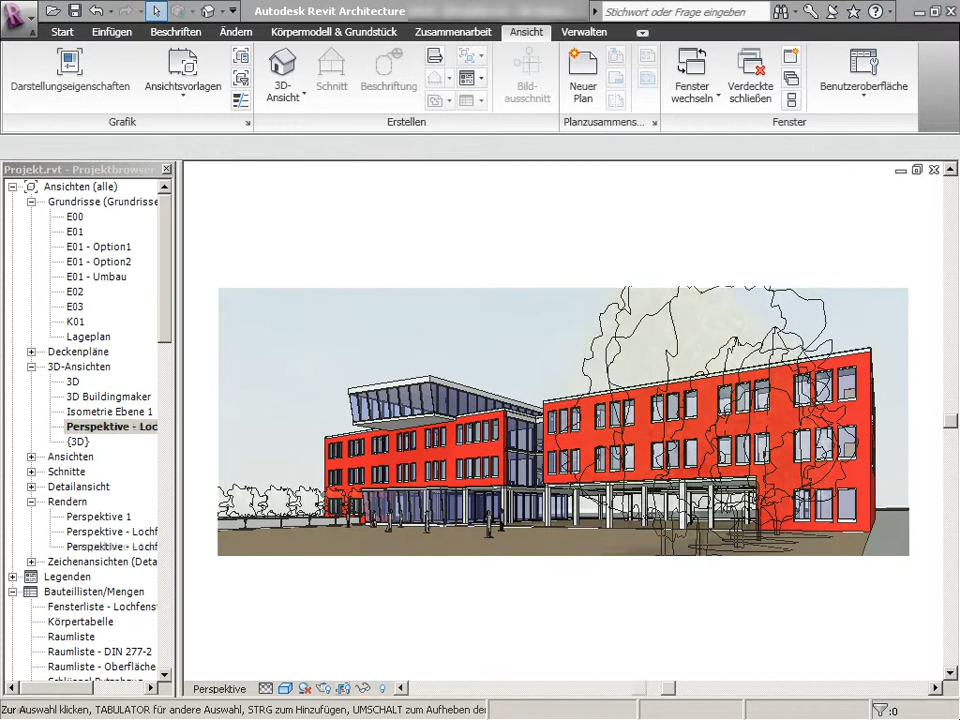 Autodesk Revit Architecture
Stichwort oder Frage eingeben
Start Einfügen Beschriften Ändern Körpermodell & Grundstück Zusammenarbeit Ansicht Verwalten
Darstellungseigenschaften
Ansichtsvorlagen
3D-
Ansicht
Schnitt
Beschriftung
Bild-
ausschnitt
Neuer
Plan
Fenster
wechseln
Verdeckte
schließen
Benutzeroberfläche
Grafik
Erstellen
Planzusammens...
Fenster
Projekt.rvt - Projektbrowser
Ansichten (alle)
Grundrisse (Grundrisse
E00
E01
E01 - Option1
E01 - Option2
E01 - Umbau
E02
E03
K01
Lageplan
Deckenpläne
3D-Ansichten
3D
3D Buildingmaker
Isometrie Ebene 1
Perspektive - Loc
{3D}
Ansichten
Schnitte
Detailansicht
Rendern
Perspektive 1
Perspektive - Lochf
Perspektive - Lochf
Zeichenansichten (Deta
Legenden
Bauteillisten/Mengen
Fensterliste - Lochfens
Körpertabelle
Raumliste
Raumliste - DIN 277-2
Raumliste - Oberfläche
Perspektive
Zur Auswahl klicken, TABULATOR für andere Auswahl, STRG zum Hinzufügen, UMSCHALT zum Aufheben der
:0